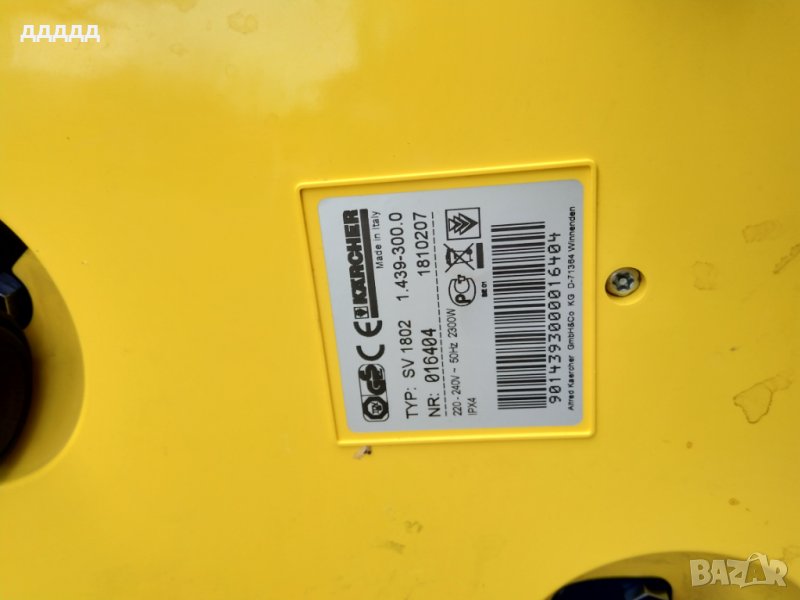 ддддд
KÄRCHER
Made in Italy
TYP: SV 1802 1.439-300.0
NR: 016404 1810207
220-240V ~ 50Hz 2300W
IPX4
9014393000016404
Alfred Kaercher GmbH&Co. KG D-71364 Winnenden
BAZAR